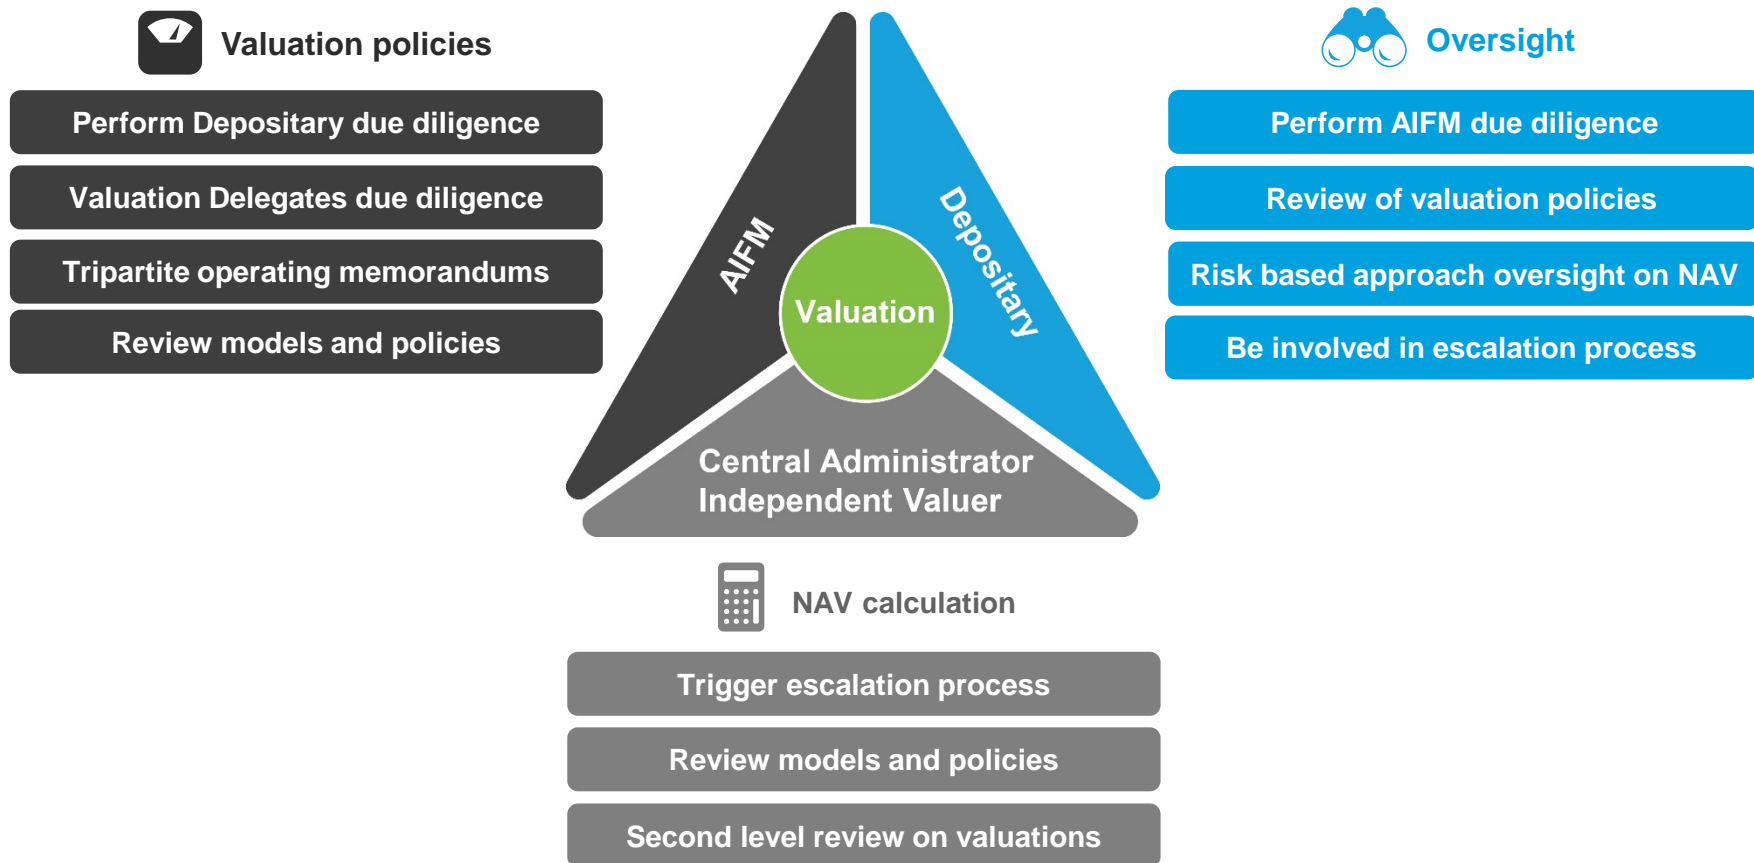 Valuation policies
Perform Depositary due diligence
Valuation Delegates due diligence
Tripartite operating memorandums
Review models and policies
AIFM
Depositary
Valuation
Central Administrator
Independent Valuer
Oversight
Perform AIFM due diligence
Review of valuation policies
Risk based approach oversight on NAV
Be involved in escalation process
NAV calculation
Trigger escalation process
Review models and policies
Second level review on valuations